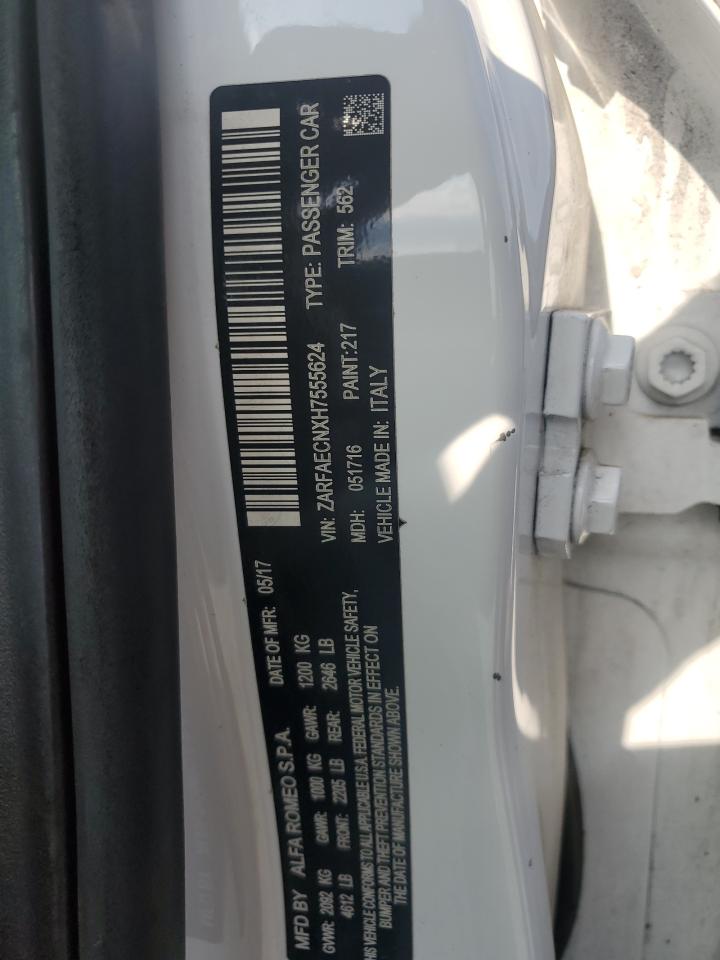 MFD BY ALFA ROMEO S.P.A. DATE OF MFR: 05/17
GVWR: 2092 KG GAWR: 1000 KG GAWR: 1200 KG
4612 LB FRONT: 2205 LB REAR: 2646 LB
THIS VEHICLE CONFORMS TO ALL APPLICABLE U.S.A. FEDERAL MOTOR VEHICLE SAFETY,
BUMPER AND THEFT PREVENTION STANDARDS IN EFFECT ON
THE DATE OF MANUFACTURE SHOWN ABOVE.
VIN: ZARFAECNXH7555624 TYPE: PASSENGER CAR
MDH: 051716 PAINT:217 TRIM: 562
VEHICLE MADE IN: ITALY